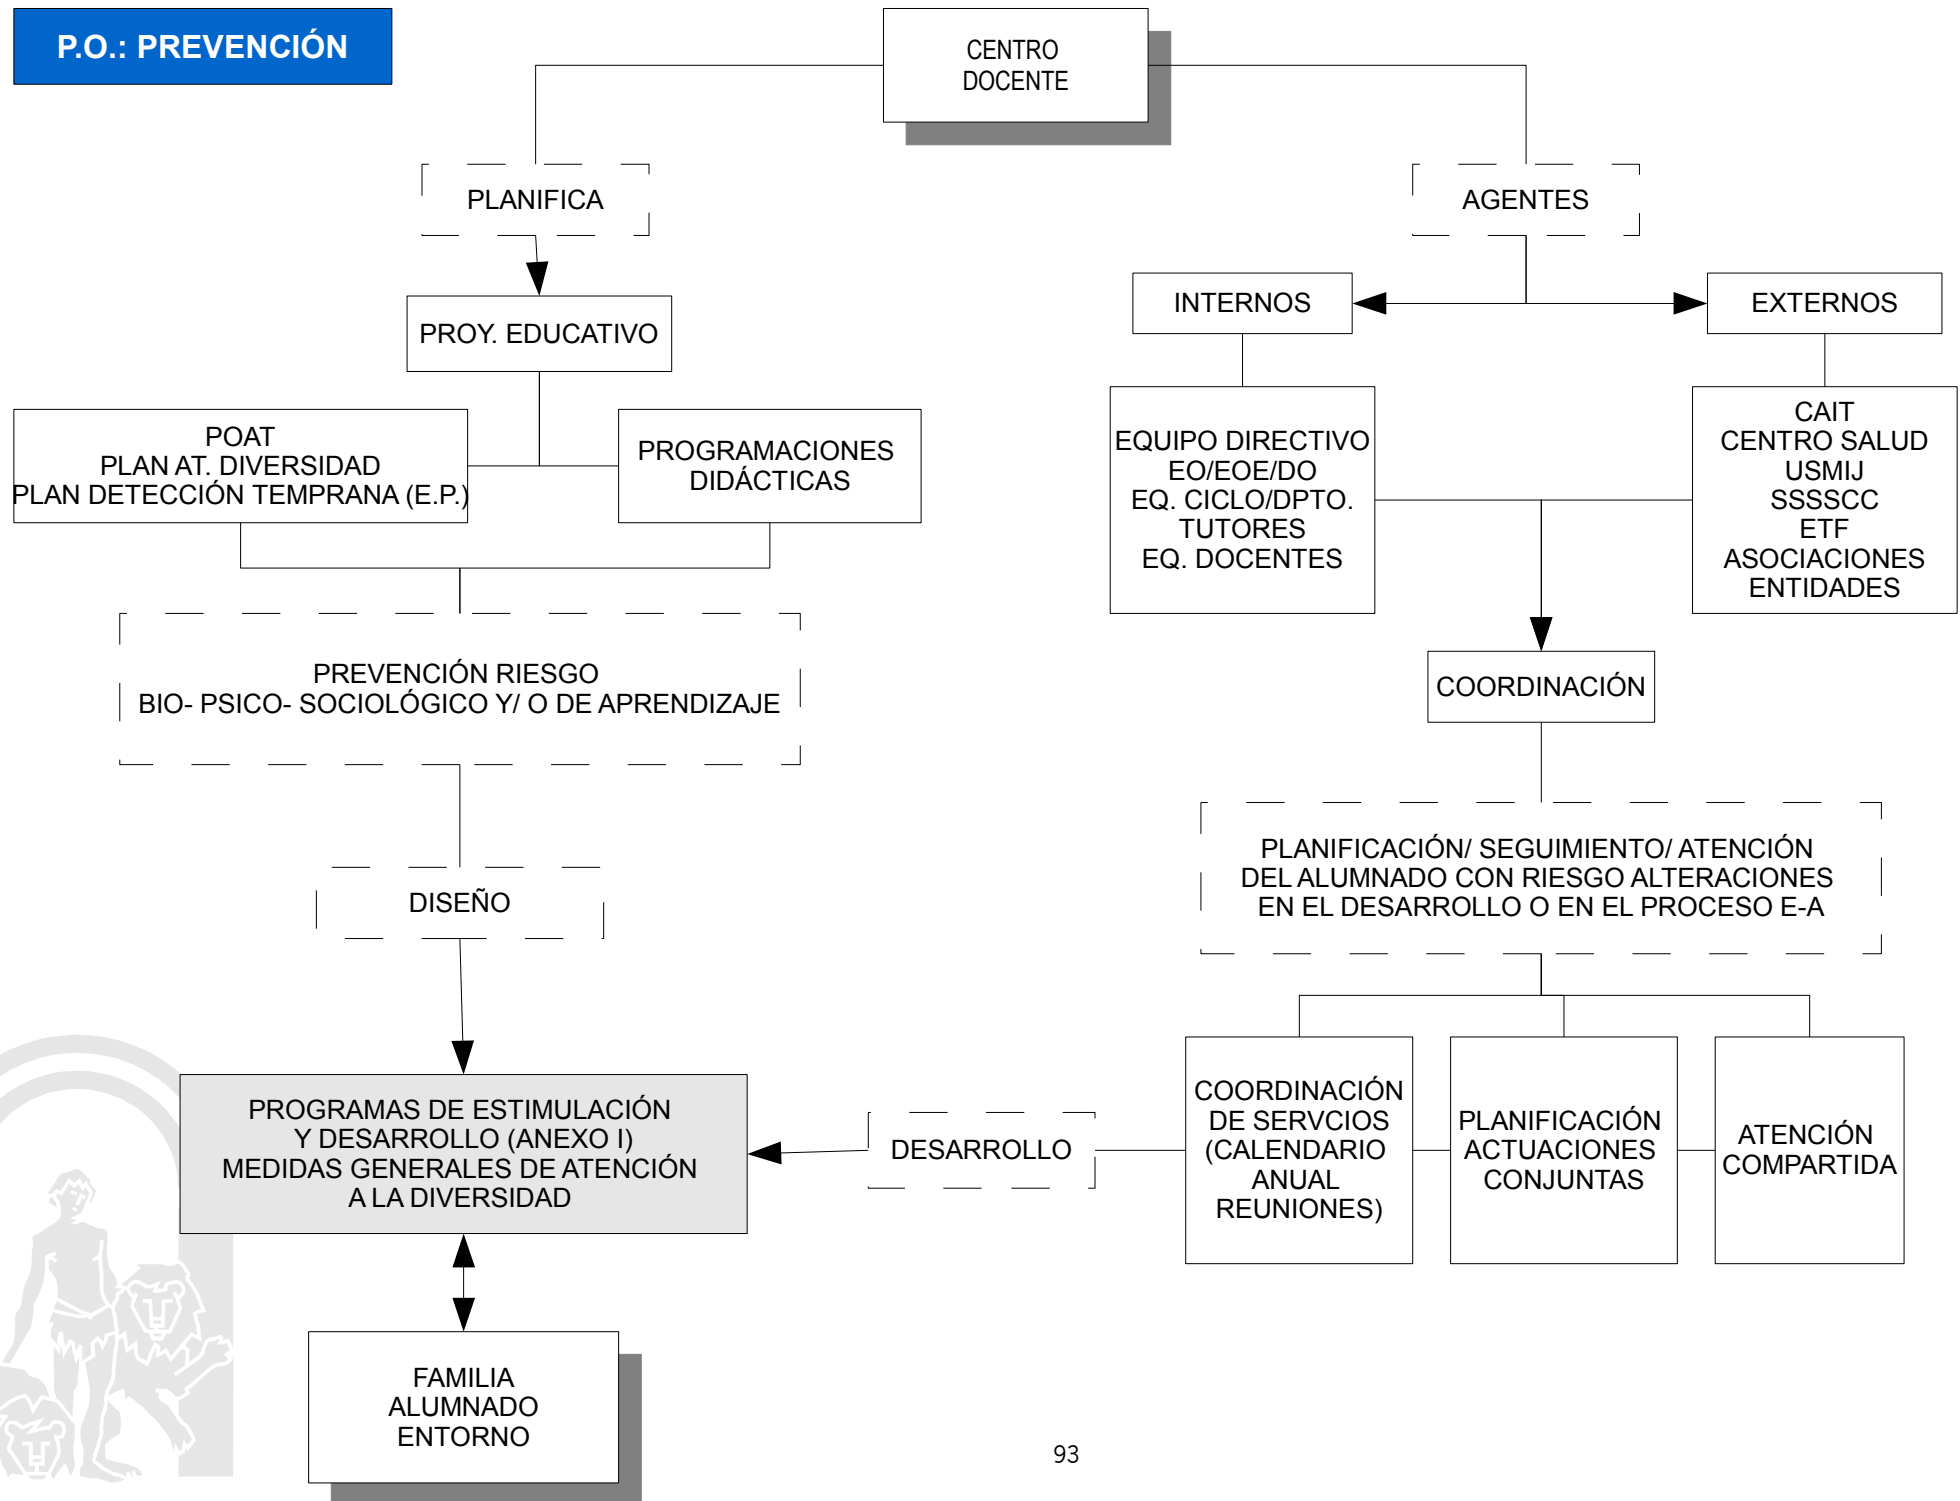 P.O.: PREVENCIÓN
CENTRO
DOCENTE
PLANIFICA
AGENTES
PROY. EDUCATIVO
INTERNOS
EXTERNOS
POAT
PLAN AT. DIVERSIDAD
PLAN DETECCIÓN TEMPRANA (E.P.)
PROGRAMACIONES
DIDÁCTICAS
EQUIPO DIRECTIVO
EO/EOE/DO
EQ. CICLO/DPTO.
TUTORES
EQ. DOCENTES
CAIT
CENTRO SALUD
USMIJ
SSSSCC
ETF
ASOCIACIONES
ENTIDADES
PREVENCIÓN RIESGO
BIO- PSICO- SOCIOLÓGICO Y/ O DE APRENDIZAJE
COORDINACIÓN
DISEÑO
PLANIFICACIÓN/ SEGUIMIENTO/ ATENCIÓN
DEL ALUMNADO CON RIESGO ALTERACIONES
EN EL DESARROLLO O EN EL PROCESO E-A
PROGRAMAS DE ESTIMULACIÓN
Y DESARROLLO (ANEXO I)
MEDIDAS GENERALES DE ATENCIÓN
A LA DIVERSIDAD
DESARROLLO
COORDINACIÓN
DE SERVCIOS
(CALENDARIO
ANUAL
REUNIONES)
PLANIFICACIÓN
ACTUACIONES
CONJUNTAS
ATENCIÓN
COMPARTIDA
FAMILIA
ALUMNADO
ENTORNO
93